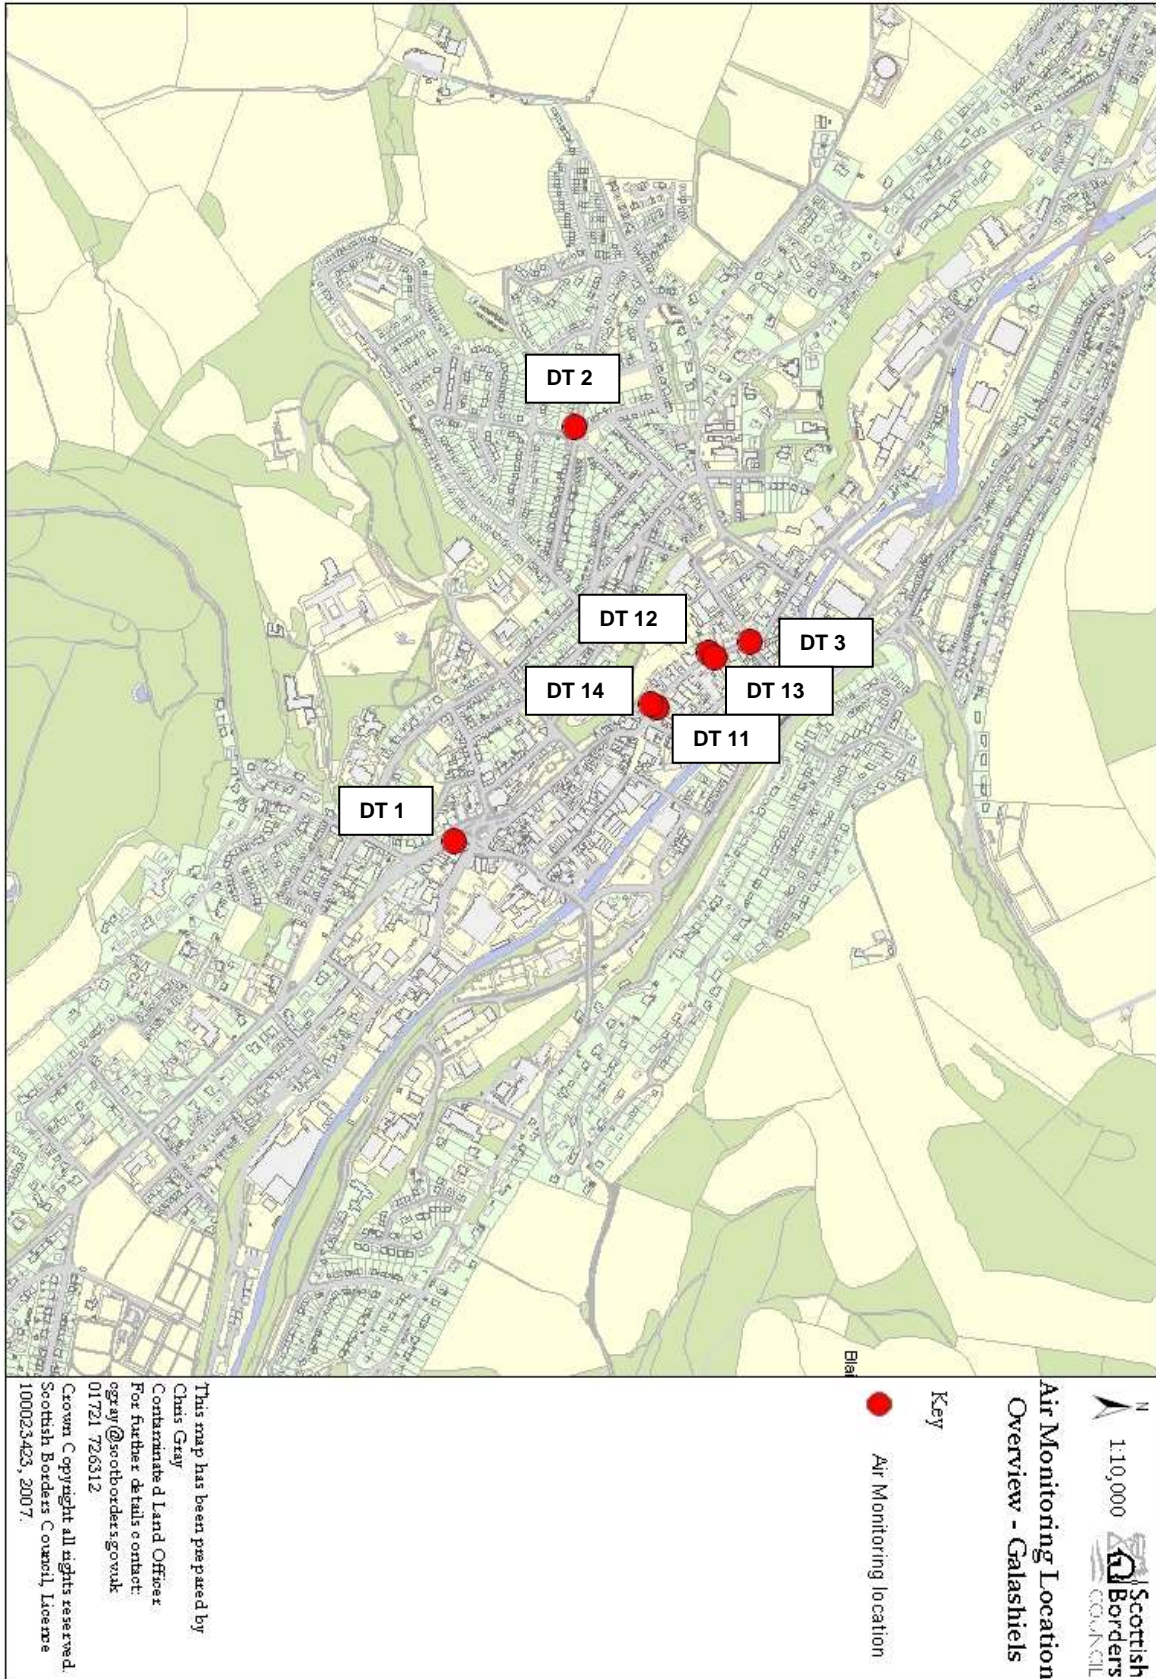 DT 2
DT 12
DT 3
DT 14
DT 13
DT 11
DT 1
N
1:10,000
Scottish
Borders
COUNCIL
Air Monitoring Location
Overview - Galashiels
Key
Air Monitoring location
Blai
This map has been prepared by
Chris Gray
Contaminated Land Officer
For further details contact:
cgray@scotborders.gov.uk
01721 726312
Crown Copyright all rights reserved.
Scottish Borders Council, Licence
100023423, 2007.